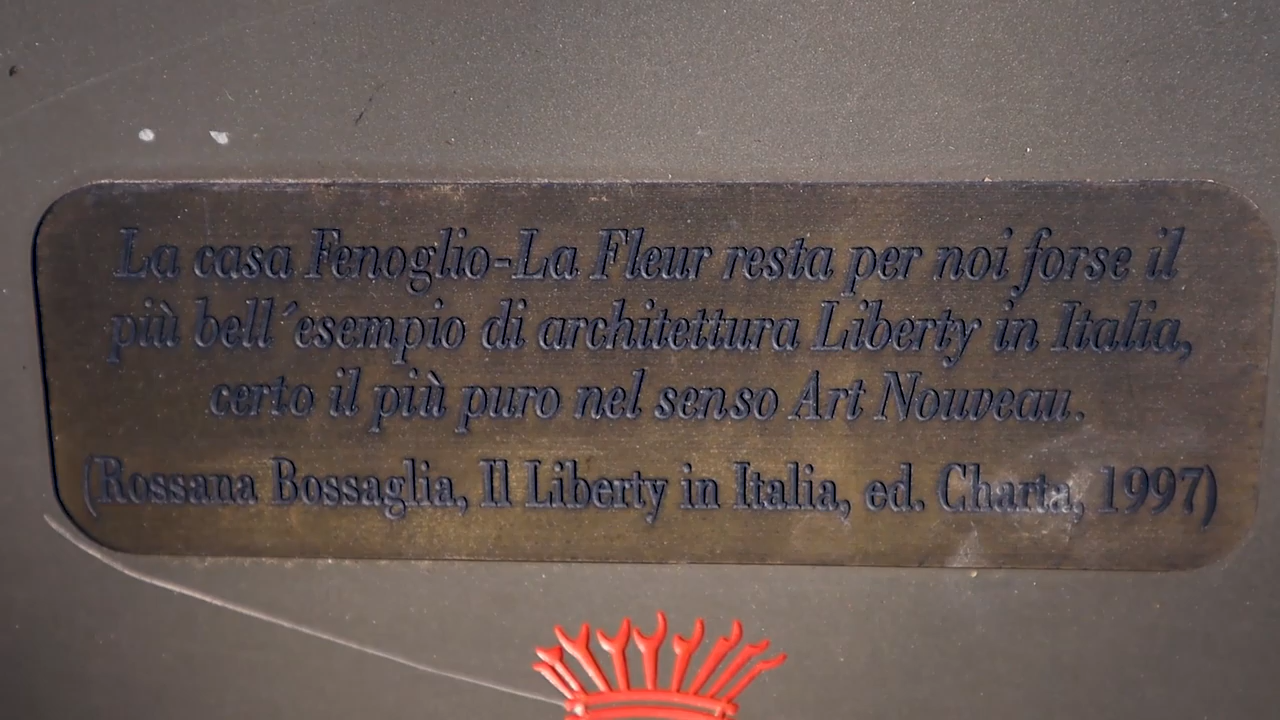 La casa Fenoglio-La Fleur resta per noi forse il
più bell´esempio di architettura Liberty in Italia,
certo il più puro nel senso Art Nouveau.
(Rossana Bossaglia, Il Liberty in Italia, ed. Charta, 1997)